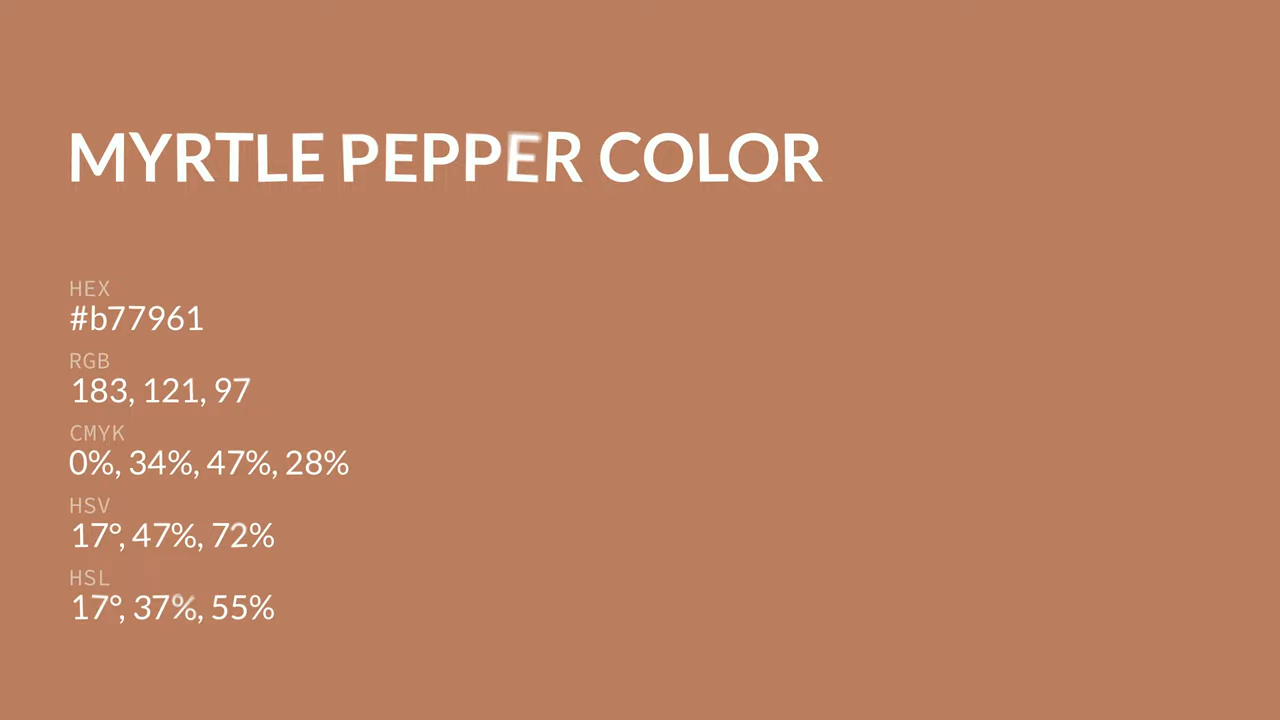 MYRTLE PEPPER COLOR
HEX
#b77961
RGB
183, 121, 97
CMYK
0%, 34%, 47%, 28%
HSV
17°, 47%, 72%
HSL
17°, 37%, 55%